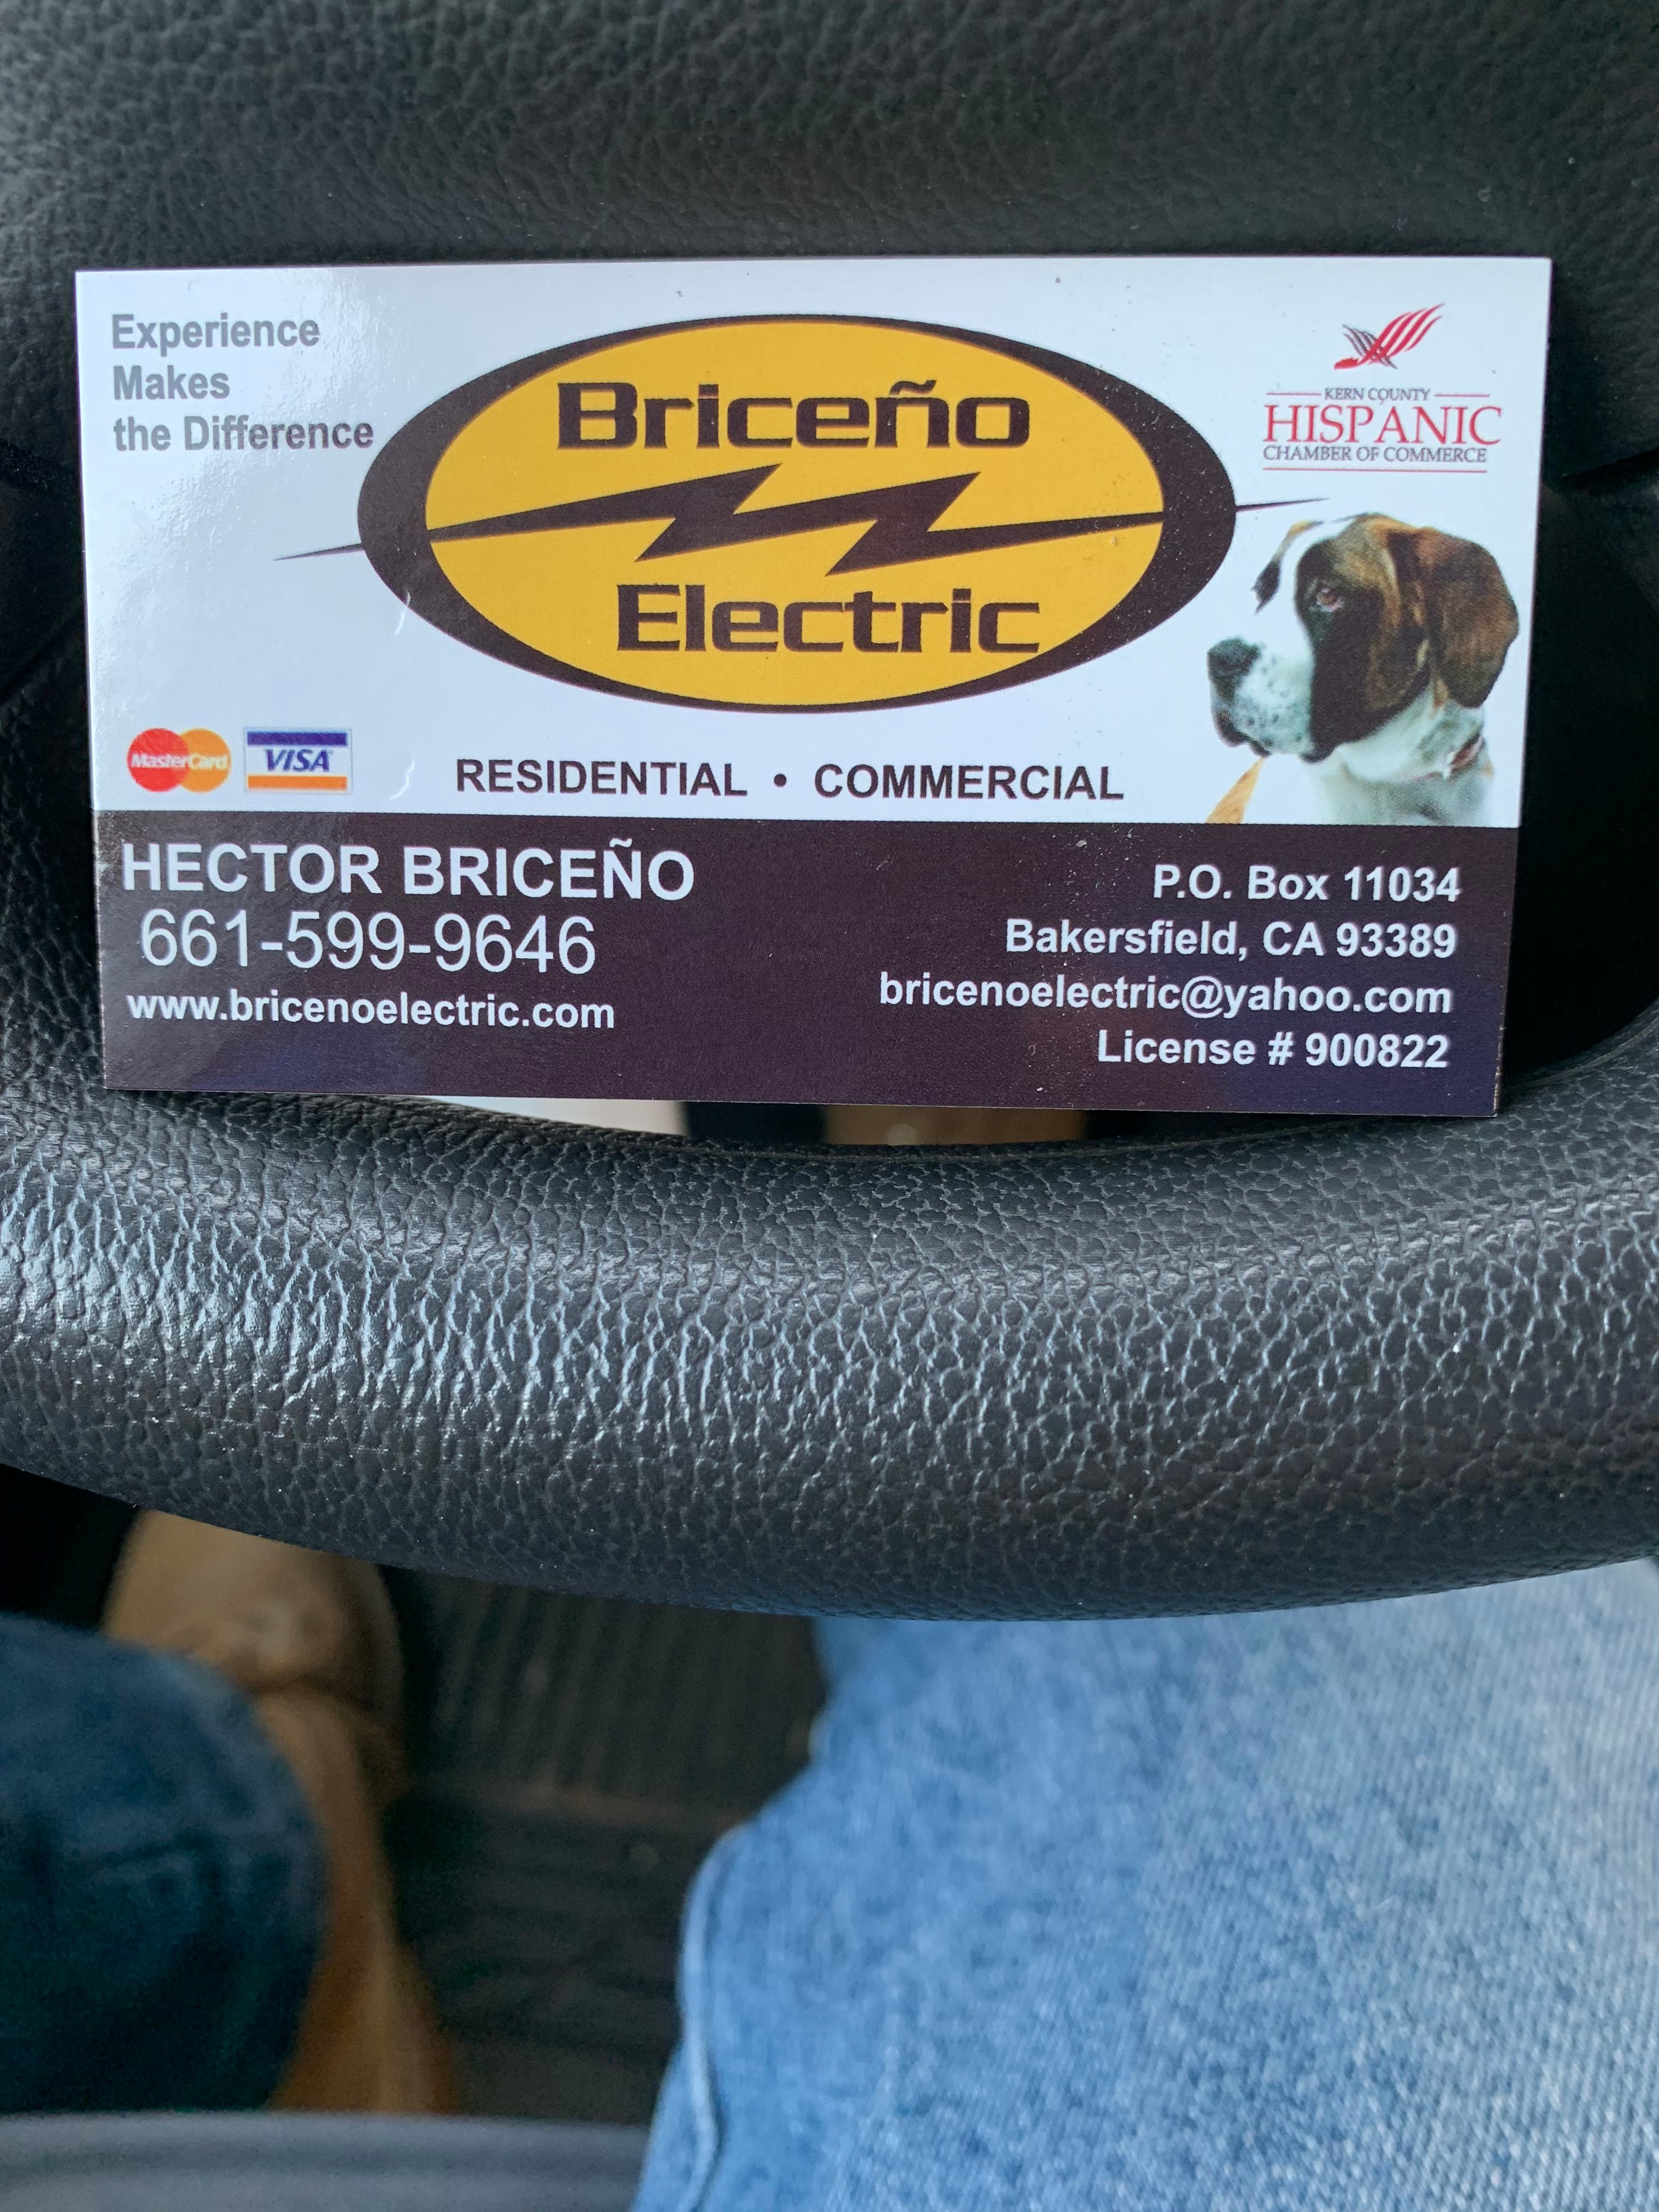 Experience
Makes
the Difference
Briceño
Electric
KERN COUNTY
HISPANIC
CHAMBER OF COMMERCE
MasterCard
VISA
RESIDENTIAL • COMMERCIAL
HECTOR BRICEÑO
661-599-9646
www.bricenoelectric.com
P.O. Box 11034
Bakersfield, CA 93389
bricenoelectric@yahoo.com
License # 900822